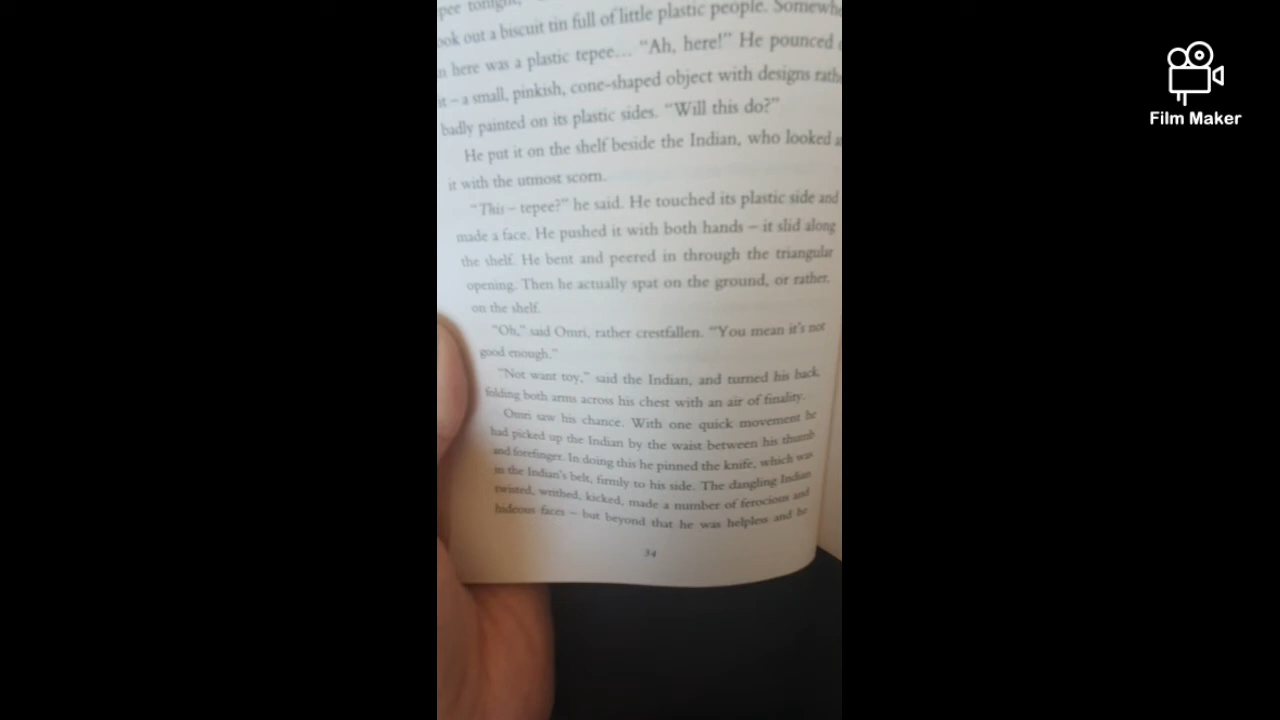 pee tonight,
ook out a biscuit tin full of little plastic people. Somewhe
n here was a plastic tepee... “Ah, here!” He pounced
it – a small, pinkish, cone-shaped object with designs rath
badly painted on its plastic sides. “Will this do?”
He put it on the shelf beside the Indian, who looked a
it with the utmost scorn.
“This – tepee?” he said. He touched its plastic side and
made a face. He pushed it with both hands – it slid along
the shelf. He bent and peered in through the triangular
opening. Then he actually spat on the ground, or rather,
on the shelf.
“Oh,” said Omri, rather crestfallen. “You mean it's not
good enough.”
“Not want toy,” said the Indian, and turned his back,
folding both arms across his chest with an air of finality.
Omri saw his chance. With one quick movement he
had picked up the Indian by the waist between his thumb
and forefinger. In doing this he pinned the knife, which was
in the Indian's belt, firmly to his side. The dangling Indian
twisted, writhed, kicked, made a number of ferocious and
hideous faces – but beyond that he was helpless and he
34
Film Maker